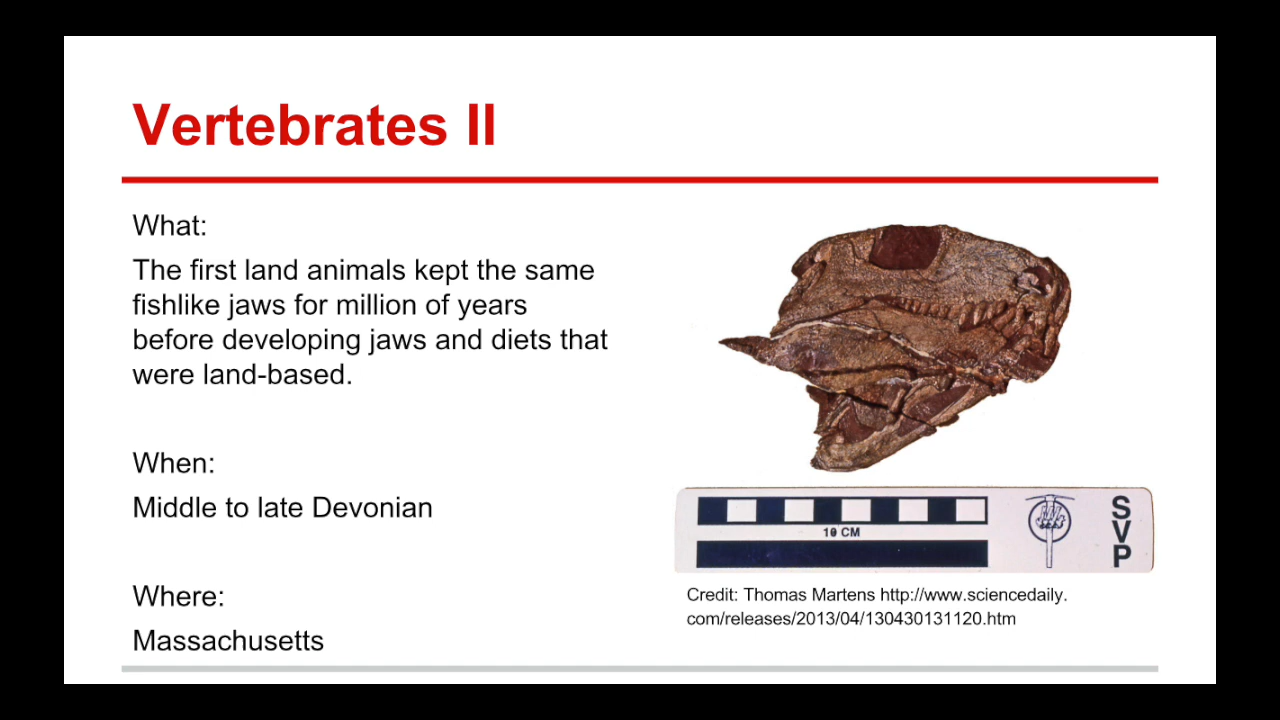 Vertebrates II
What:
The first land animals kept the same
fishlike jaws for million of years
before developing jaws and diets that
were land-based.
When:
Middle to late Devonian
Where:
Massachusetts
10 CM
S
V
P
Credit: Thomas Martens http://www.sciencedaily.
com/releases/2013/04/130430131120.htm